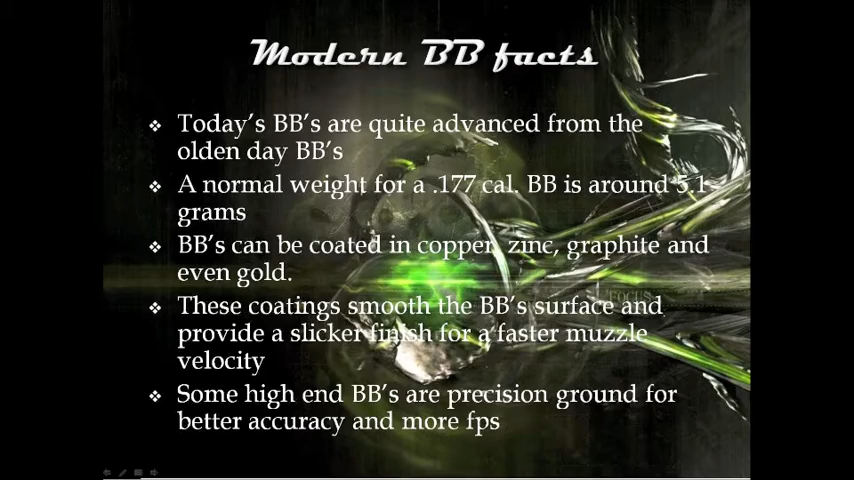 Modern BB facts
Today's BB's are quite advanced from the
olden day BB's
A normal weight for a .177 cal. BB is around 5.1
grams
BB's can be coated in copper, zinc, graphite and
even gold.
These coatings smooth the BB's surface and
provide a slicker finish for a faster muzzle
velocity
Some high end BB's are precision ground for
better accuracy and more fps